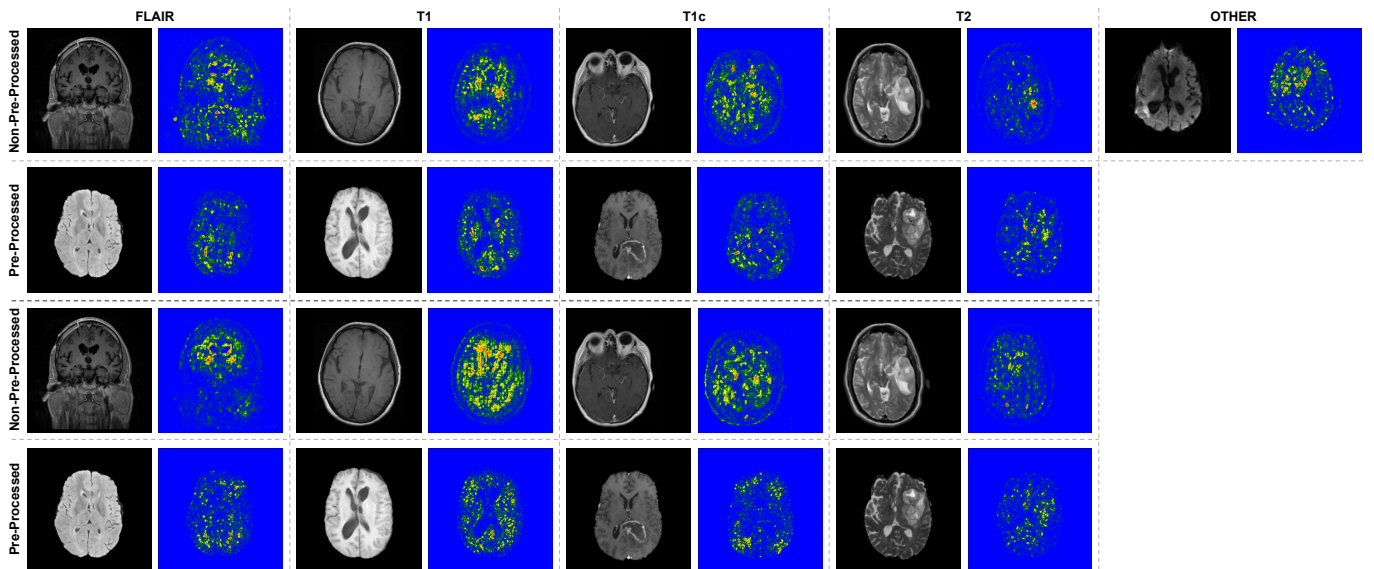 FLAIR
T1
T1c
T2
OTHER
Non-Pre-Processed
Pre-Processed
Non-Pre-Processed
Pre-Processed